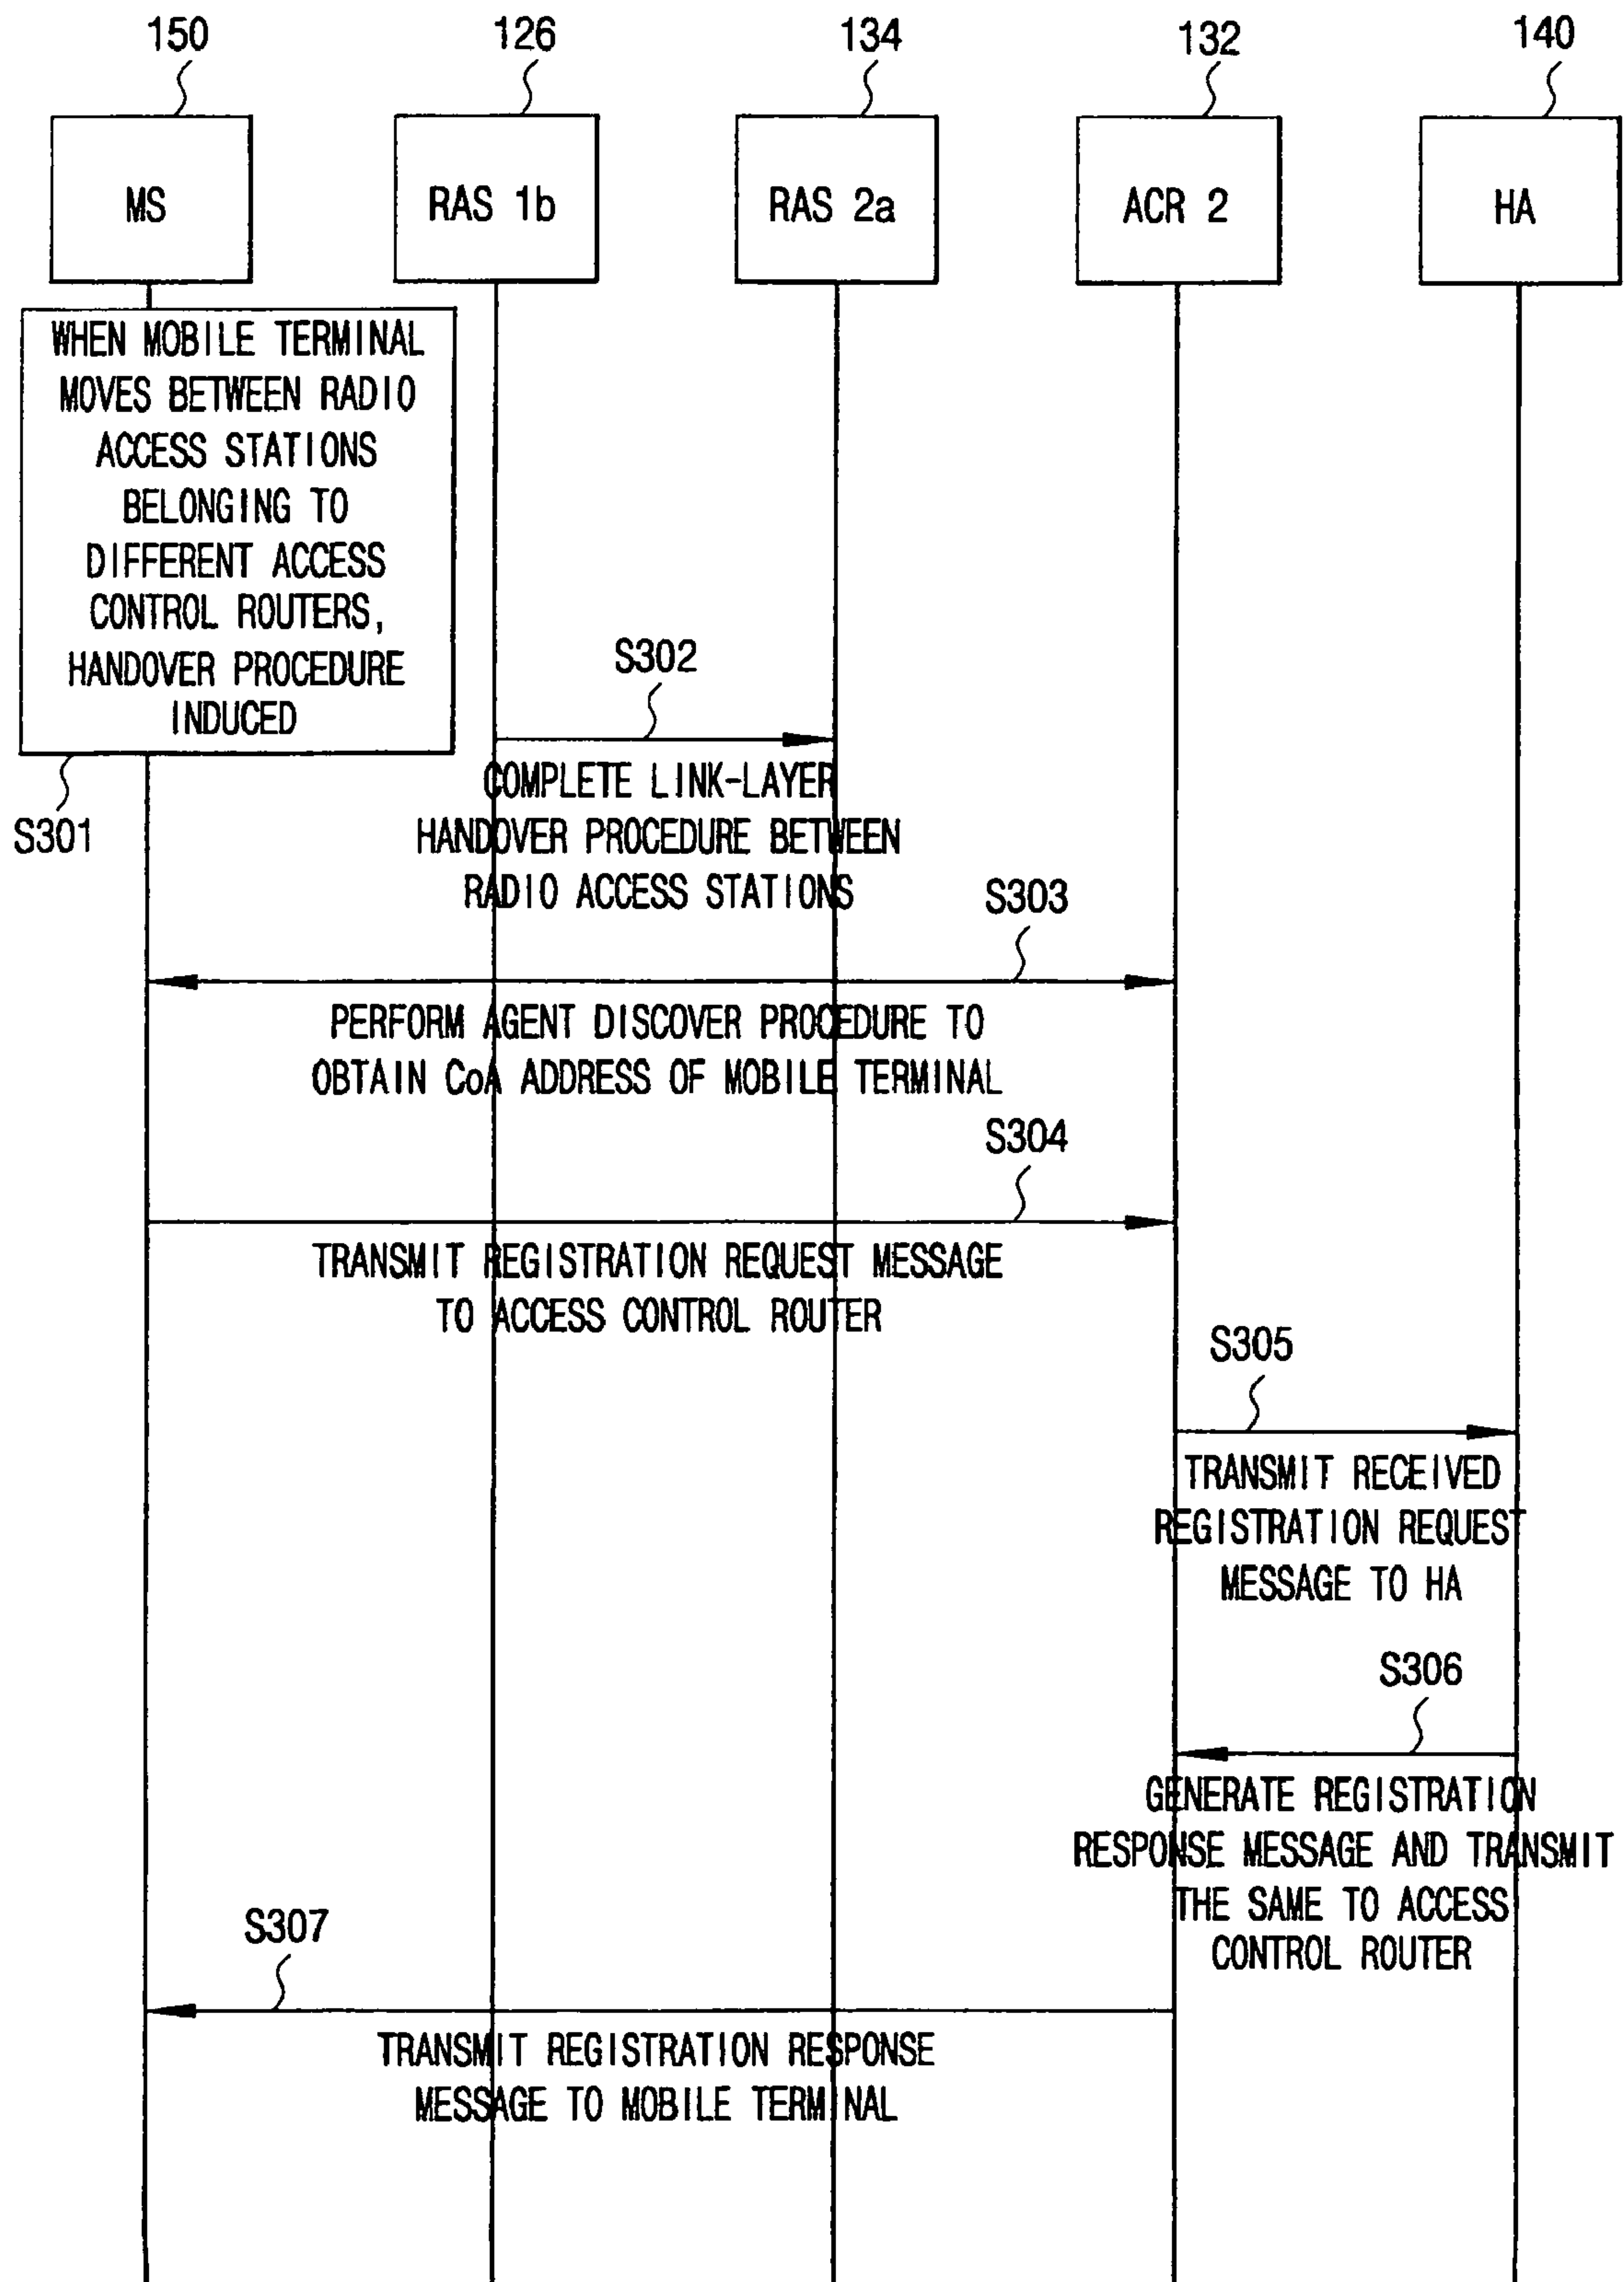 150
126
134
132
140
MS
RAS 1b
RAS 2a
ACR 2
HA
WHEN MOBILE TERMINAL
MOVES BETWEEN RADIO
ACCESS STATIONS
BELONGING TO
DIFFERENT ACCESS
CONTROL ROUTERS,
HANDOVER PROCEDURE
INDUCED
S301
S302
COMPLETE LINK-LAYER
HANDOVER PROCEDURE BETWEEN
RADIO ACCESS STATIONS
S303
PERFORM AGENT DISCOVER PROCEDURE TO
OBTAIN CoA ADDRESS OF MOBILE TERMINAL
S304
TRANSMIT REGISTRATION REQUEST MESSAGE
TO ACCESS CONTROL ROUTER
S305
TRANSMIT RECEIVED
REGISTRATION REQUEST
MESSAGE TO HA
S306
GENERATE REGISTRATION
RESPONSE MESSAGE AND TRANSMIT
THE SAME TO ACCESS
CONTROL ROUTER
S307
TRANSMIT REGISTRATION RESPONSE
MESSAGE TO MOBILE TERMINAL